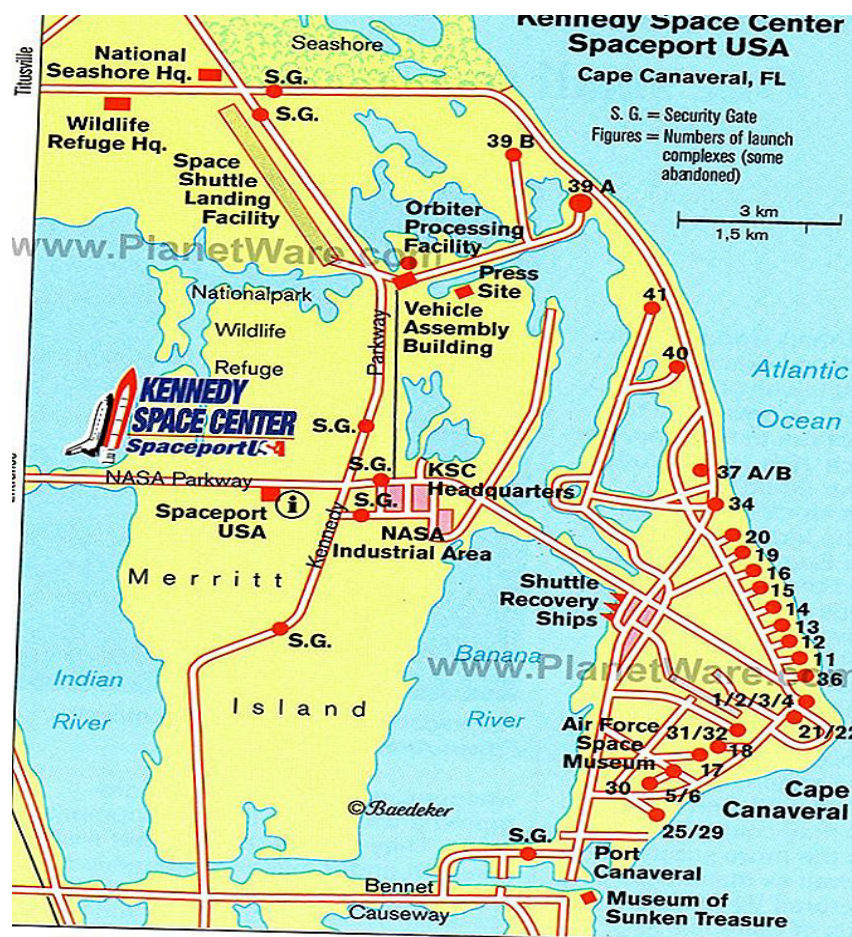 Kennedy Space Center
Spaceport USA
Cape Canaveral, FL
S. G. = Security Gate
Figures = Numbers of launch
complexes (some
abandoned)
3 km
1,5 km
Titusville
National
Seashore Hq.
Seashore
S.G.
S.G.
Wildlife
Refuge Hq.
39 B
Space
Shuttle
Landing
Facility
39 A
Orbiter
Processing
Facility
www.PlanetWare.com
Press
Site
Nationalpark
Wildlife
Refuge
Parkway
Vehicle
Assembly
Building
41
40
Atlantic
Ocean
KENNEDY
SPACE CENTER
Spaceport USA
S.G.
S.G.
NASA Parkway
KSC
Headquarters
37 A/B
34
i
Spaceport
USA
S.G.
Kennedy
NASA
Industrial Area
20
19
16
15
14
13
12
11
36
Merritt
Shuttle
Recovery
Ships
S.G.
Banana
River
www.PlanetWare.com
Indian
River
Island
1/2/3/4
21/22
Air Force
Space
Museum
31/32
18
17
30
5/6
Cape
Canaveral
©Baedeker
25/29
S.G.
Port
Canaveral
Bennet
Causeway
Museum of
Sunken Treasure